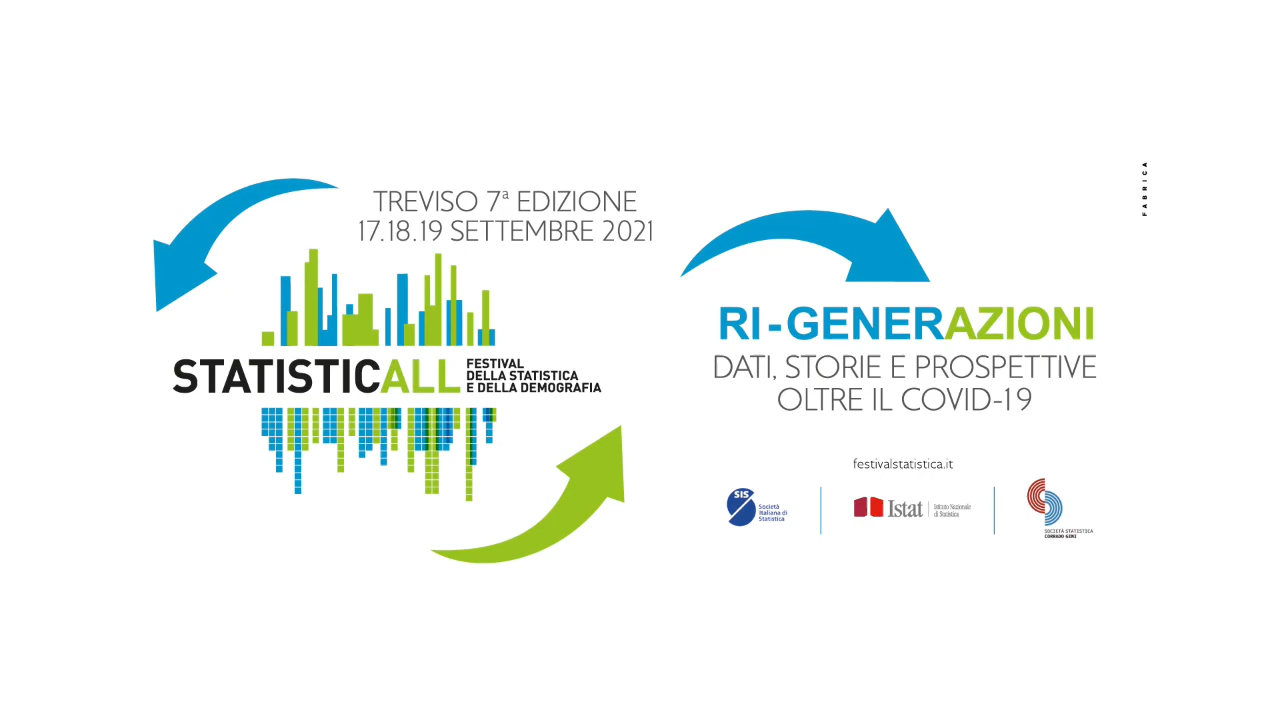 TREVISO 7ª EDIZIONE
17.18.19 SETTEMBRE 2021
STATISTICALL
FESTIVAL
DELLA STATISTICA
E DELLA DEMOGRAFIA
RI-GENERAZIONI
DATI, STORIE E PROSPETTIVE
OLTRE IL COVID-19
festivalstatistica.it
SIS
Società
Italiana di
Statistica
Istat
Istituto Nazionale
di Statistica
SOCIETÀ STATISTICA
CORRADO GINI
FABRICA